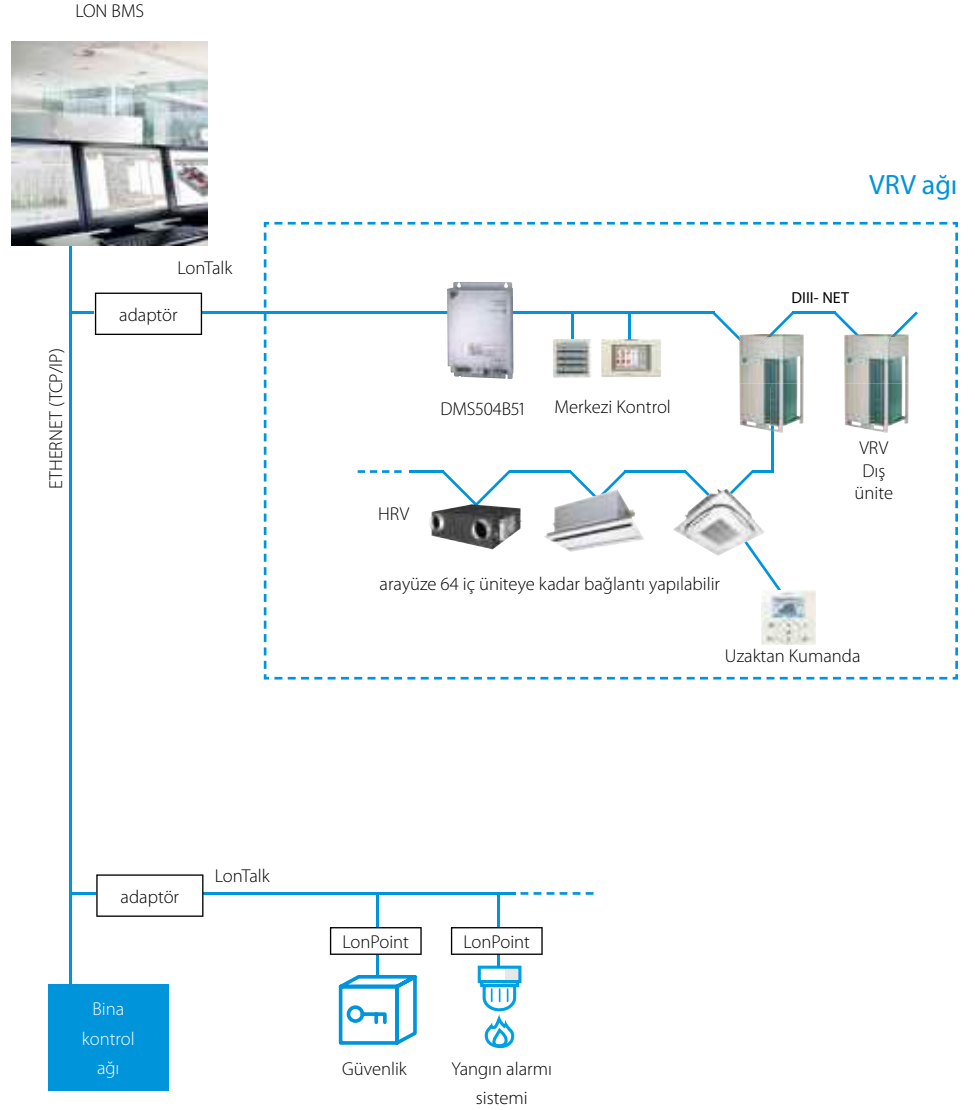 LON BMS
VRV ağı
LonTalk
adaptör
DIII- NET
ETHERNET (TCP/IP)
DMS504B51
Merkezi Kontrol
VRV
Dış
ünite
HRV
arayüze 64 iç üniteye kadar bağlantı yapılabilir
Uzaktan Kumanda
LonTalk
adaptör
LonPoint
LonPoint
Bina
kontrol
ağı
Güvenlik
Yangın alarmı
sistemi